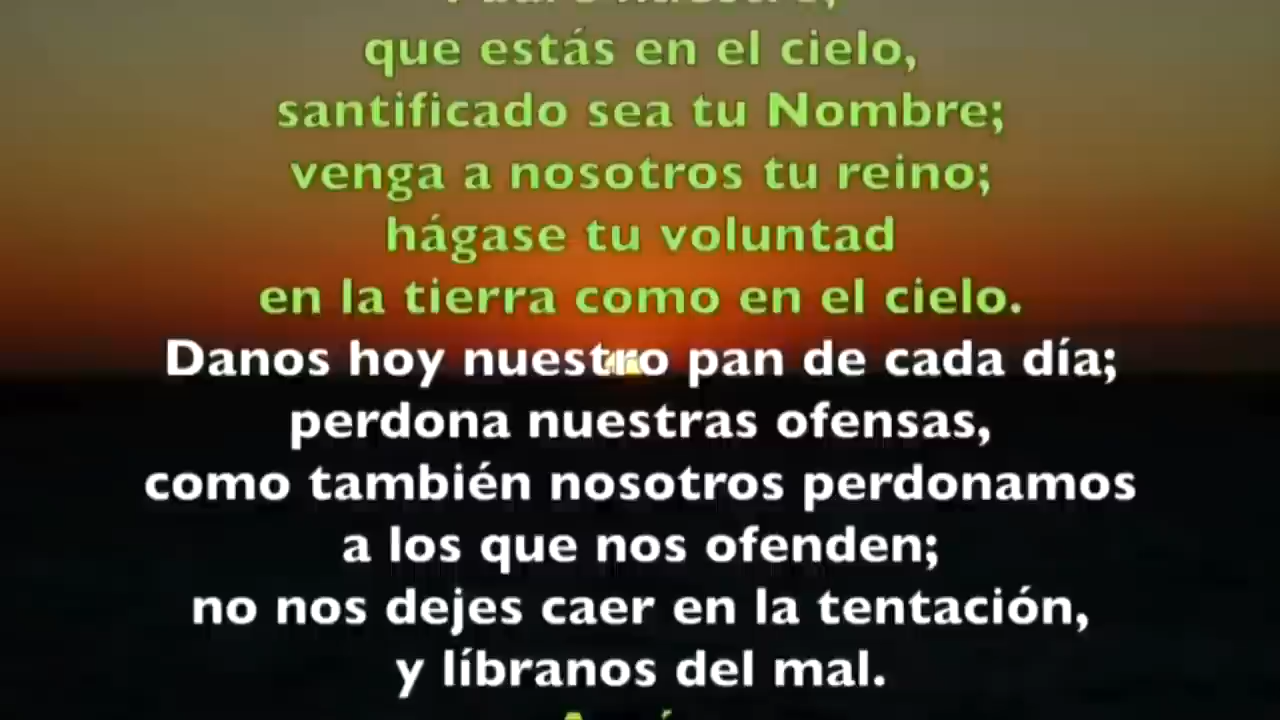 que estás en el cielo,
santificado sea tu Nombre;
venga a nosotros tu reino;
hágase tu voluntad
en la tierra como en el cielo.
Danos hoy nuestro pan de cada día;
perdona nuestras ofensas,
como también nosotros perdonamos
a los que nos ofenden;
no nos dejes caer en la tentación,
y líbranos del mal.